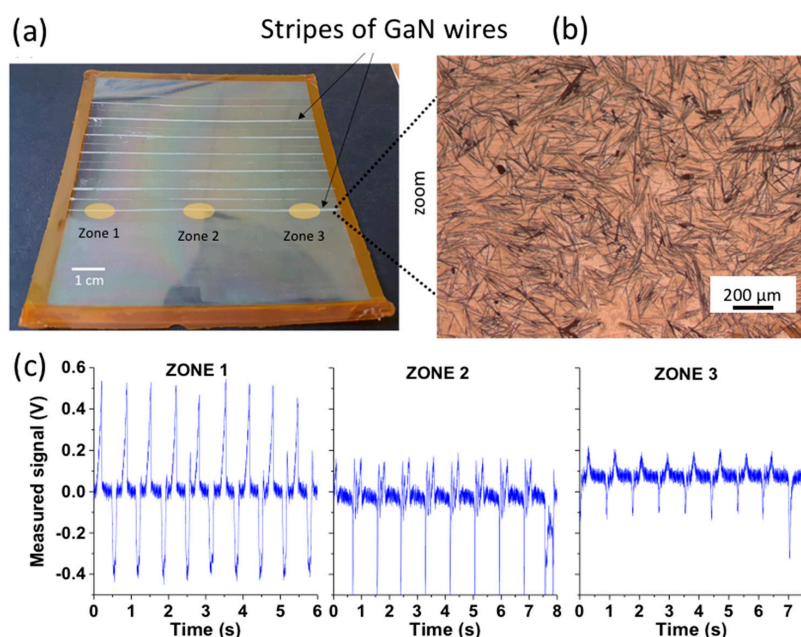 (a)
Stripes of GaN wires
(b)
Zone 1
Zone 2
Zone 3
1 cm
zoom
200 µm
(c)
ZONE 1
ZONE 2
ZONE 3
Measured signal (V)
0.6
0.4
0.2
0.0
-0.2
-0.4
0 1 2 3 4 5 6
0 1 2 3 4 5 6 7 8
0 1 2 3 4 5 6 7
Time (s)
Time (s)
Time (s)